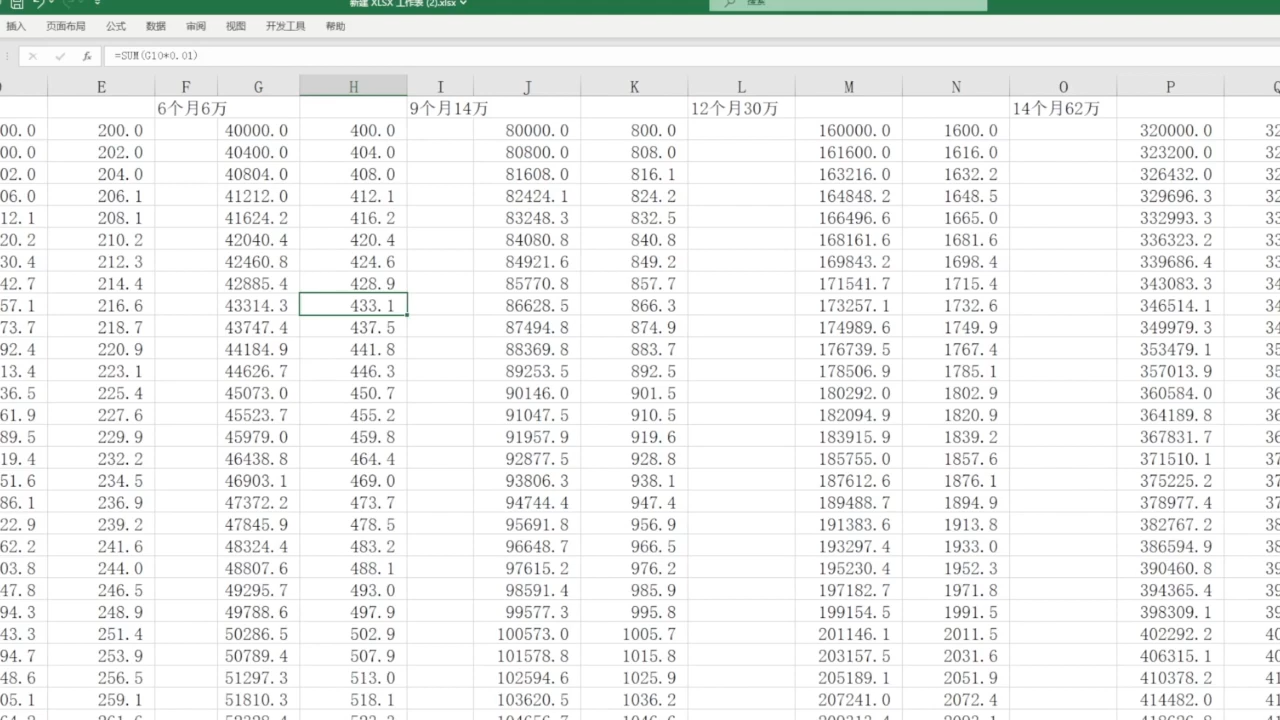 新建 XLSX 工作表 (2).xlsx 搜索
插入 页面布局 公式 数据 审阅 视图 开发工具 帮助
fx =SUM(G10*0.01)
E F G H I J K L M N O P
6个月6万 9个月14万 12个月30万 14个月62万
00.0 200.0 40000.0 400.0 80000.0 800.0 160000.0 1600.0 320000.0 32
00.0 202.0 40400.0 404.0 80800.0 808.0 161600.0 1616.0 323200.0 32
02.0 204.0 40804.0 408.0 81608.0 816.1 163216.0 1632.2 326432.0 32
06.0 206.1 41212.0 412.1 82424.1 824.2 164848.2 1648.5 329696.3 32
12.1 208.1 41624.2 416.2 83248.3 832.5 166496.6 1665.0 332993.3 33
20.2 210.2 42040.4 420.4 84080.8 840.8 168161.6 1681.6 336323.2 33
30.4 212.3 42460.8 424.6 84921.6 849.2 169843.2 1698.4 339686.4 33
42.7 214.4 42885.4 428.9 85770.8 857.7 171541.7 1715.4 343083.3 34
57.1 216.6 43314.3 433.1 86628.5 866.3 173257.1 1732.6 346514.1 34
73.7 218.7 43747.4 437.5 87494.8 874.9 174989.6 1749.9 349979.3 34
92.4 220.9 44184.9 441.8 88369.8 883.7 176739.5 1767.4 353479.1 35
13.4 223.1 44626.7 446.3 89253.5 892.5 178506.9 1785.1 357013.9 35
36.5 225.4 45073.0 450.7 90146.0 901.5 180292.0 1802.9 360584.0 36
61.9 227.6 45523.7 455.2 91047.5 910.5 182094.9 1820.9 364189.8 36
89.5 229.9 45979.0 459.8 91957.9 919.6 183915.9 1839.2 367831.7 36
19.4 232.2 46438.8 464.4 92877.5 928.8 185755.0 1857.6 371510.1 37
51.6 234.5 46903.1 469.0 93806.3 938.1 187612.6 1876.1 375225.2 37
86.1 236.9 47372.2 473.7 94744.4 947.4 189488.7 1894.9 378977.4 37
22.9 239.2 47845.9 478.5 95691.8 956.9 191383.6 1913.8 382767.2 38
62.2 241.6 48324.4 483.2 96648.7 966.5 193297.4 1933.0 386594.9 38
03.8 244.0 48807.6 488.1 97615.2 976.2 195230.4 1952.3 390460.8 39
47.8 246.5 49295.7 493.0 98591.4 985.9 197182.7 1971.8 394365.4 39
94.3 248.9 49788.6 497.9 99577.3 995.8 199154.5 1991.5 398309.1 39
43.3 251.4 50286.5 502.9 100573.0 1005.7 201146.1 2011.5 402292.2 40
94.7 253.9 50789.4 507.9 101578.8 1015.8 203157.5 2031.6 406315.1 40
48.6 256.5 51297.3 513.0 102594.6 1025.9 205189.1 2051.9 410378.2 41
05.1 259.1 51810.3 518.1 103620.5 1036.2 207241.0 2072.4 414482.0 41